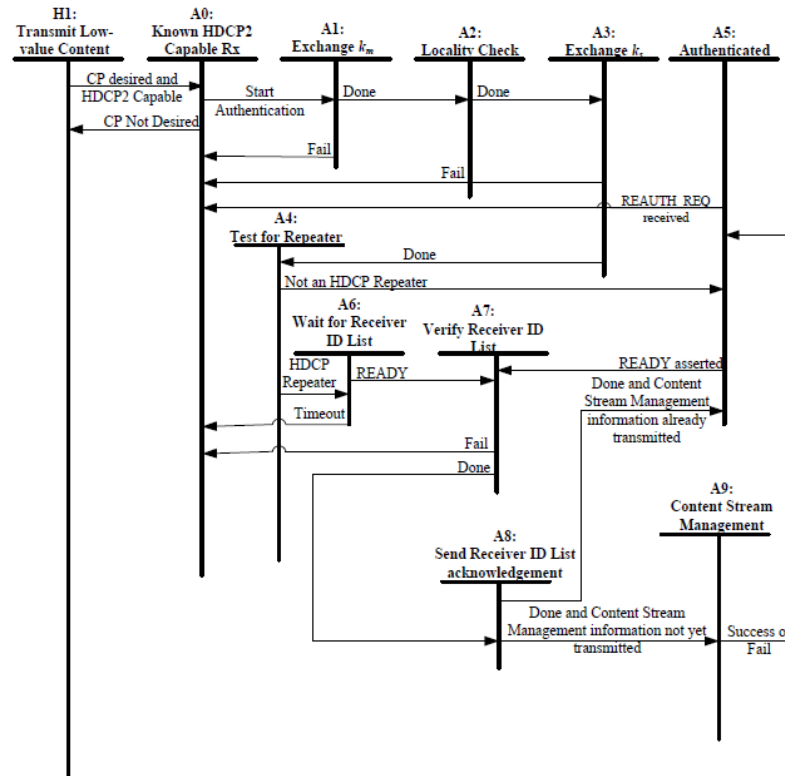 H1:
Transmit Low-
value Content
A0:
Known HDCP2
Capable Rx
A1:
Exchange km
A2:
Locality Check
A3:
Exchange ks
A5:
Authenticated
CP desired and
HDCP2 Capable
Start
Authentication
Done
Done
CP Not Desired
Fail
Fail
REAUTH_REQ
received
A4:
Test for Repeater
Done
Not an HDCP Repeater
A6:
Wait for Receiver
ID List
A7:
Verify Receiver ID
List
HDCP
Repeater
READY
READY asserted
Done and Content
Stream Management
information already
transmitted
Timeout
Fail
Done
A9:
Content Stream
Management
A8:
Send Receiver ID List
acknowledgement
Done and Content Stream
Management information not yet
transmitted
Success o
Fail